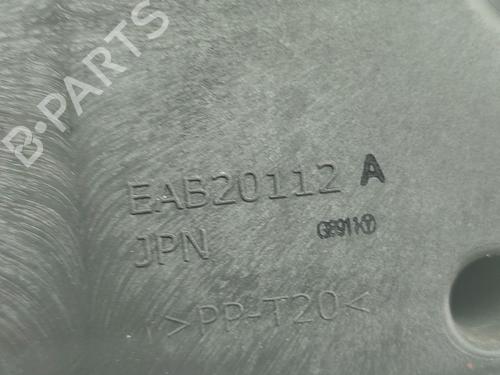 B-PARTS
EAB20112 A
JPN
>PP-T20<